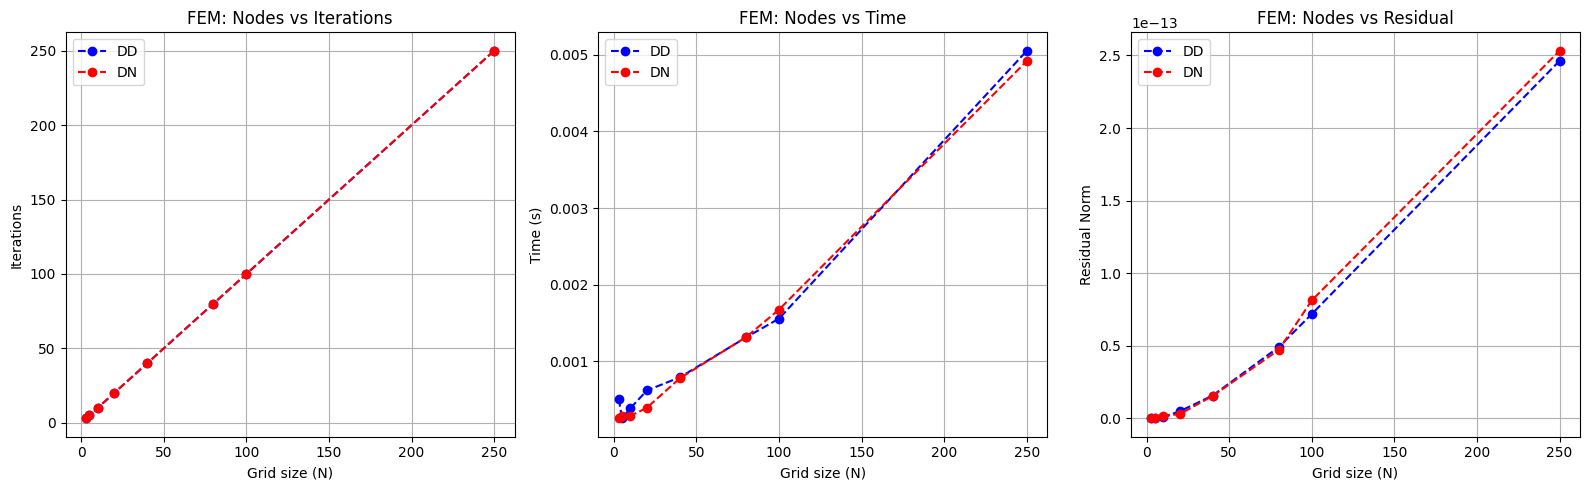 FEM: Nodes vs Iterations
DD
DN
250
200
150
100
50
0
Iterations
0 50 100 150 200 250
Grid size (N)
FEM: Nodes vs Time
DD
DN
0.005
0.004
0.003
0.002
0.001
Time (s)
0 50 100 150 200 250
Grid size (N)
1e−13
FEM: Nodes vs Residual
DD
DN
2.5
2.0
1.5
1.0
0.5
0.0
Residual Norm
0 50 100 150 200 250
Grid size (N)